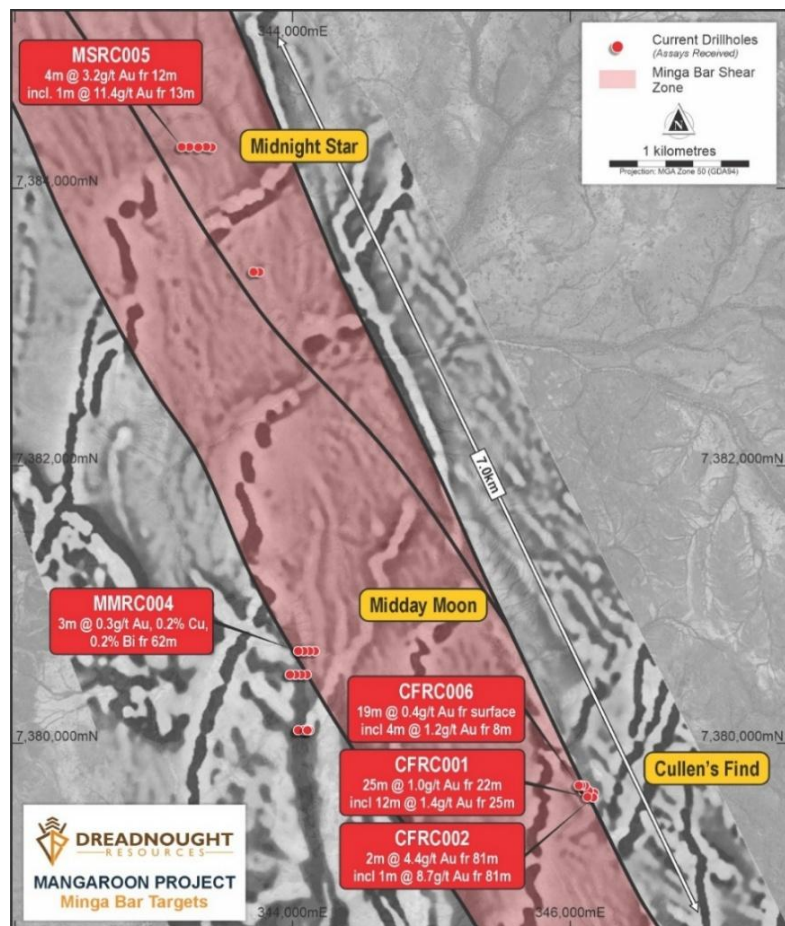 344,000mE
MSRC005
4m @ 3.2g/t Au fr 12m
incl. 1m @ 11.4g/t Au fr 13m
Current Drillholes
(Assays Received)
Minga Bar Shear
Zone
N
1 kilometres
Projection: MGA Zone 50 (GDA94)
Midnight Star
7,384,000mN
7,382,000mN
7,382,000mN
7.0km
MMRC004
3m @ 0.3g/t Au, 0.2% Cu,
0.2% Bi fr 62m
Midday Moon
CFRC006
19m @ 0.4g/t Au fr surface
incl 4m @ 1.2g/t Au fr 8m
7,380,000mN
CFRC001
25m @ 1.0g/t Au fr 22m
incl 12m @ 1.4g/t Au fr 25m
Cullen's Find
CFRC002
2m @ 4.4g/t Au fr 81m
incl 1m @ 8.7g/t Au fr 81m
DREADNOUGHT
RESOURCES
MANGAROON PROJECT
Minga Bar Targets
344,000mE
346,000mE